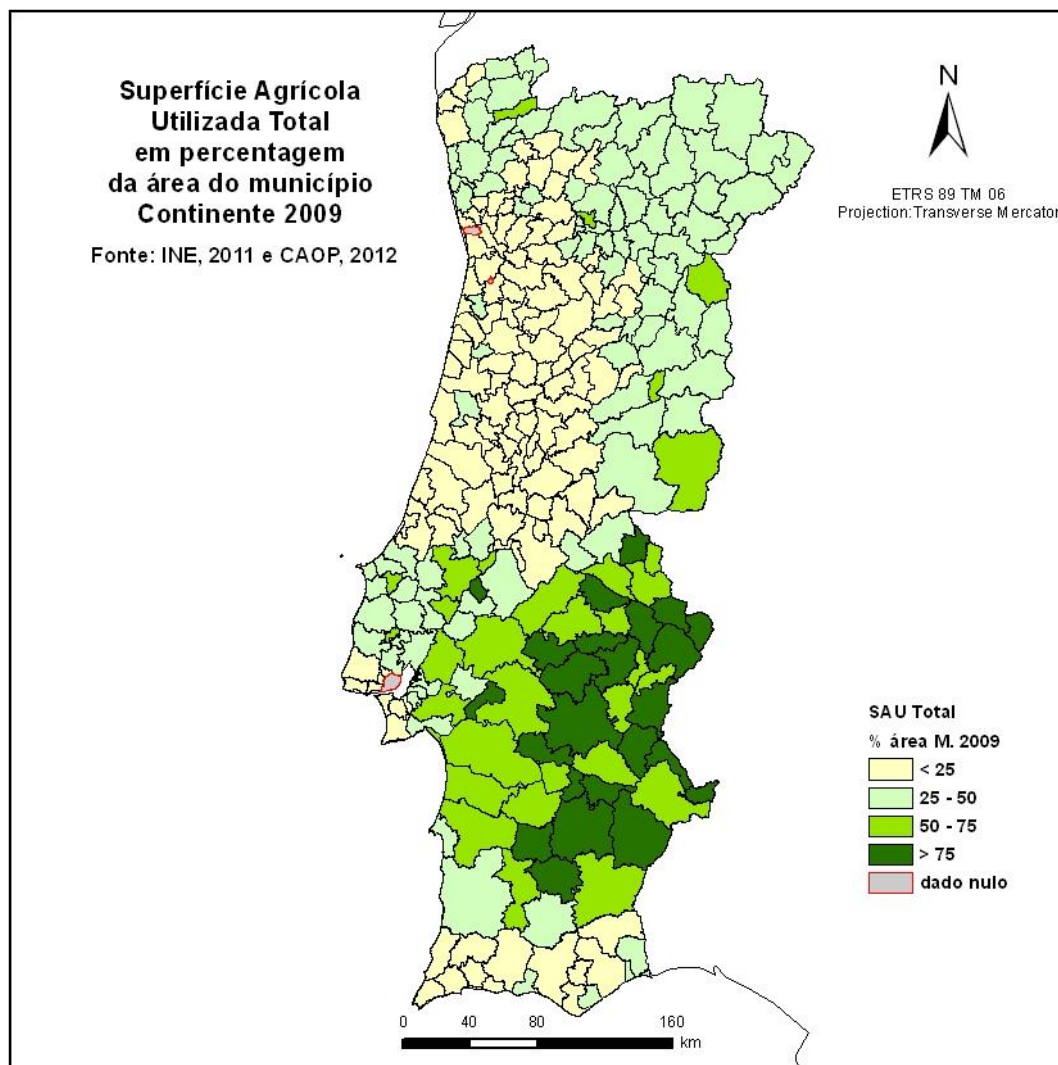 Superfície Agrícola
Utilizada Total
em percentagem
da área do município
Continente 2009
Fonte: INE, 2011 e CAOP, 2012
N
ETRS 89 TM 06
Projection: Transverse Mercator
SAU Total
% área M. 2009
< 25
25 - 50
50 - 75
> 75
dado nulo
0 40 80 160
km